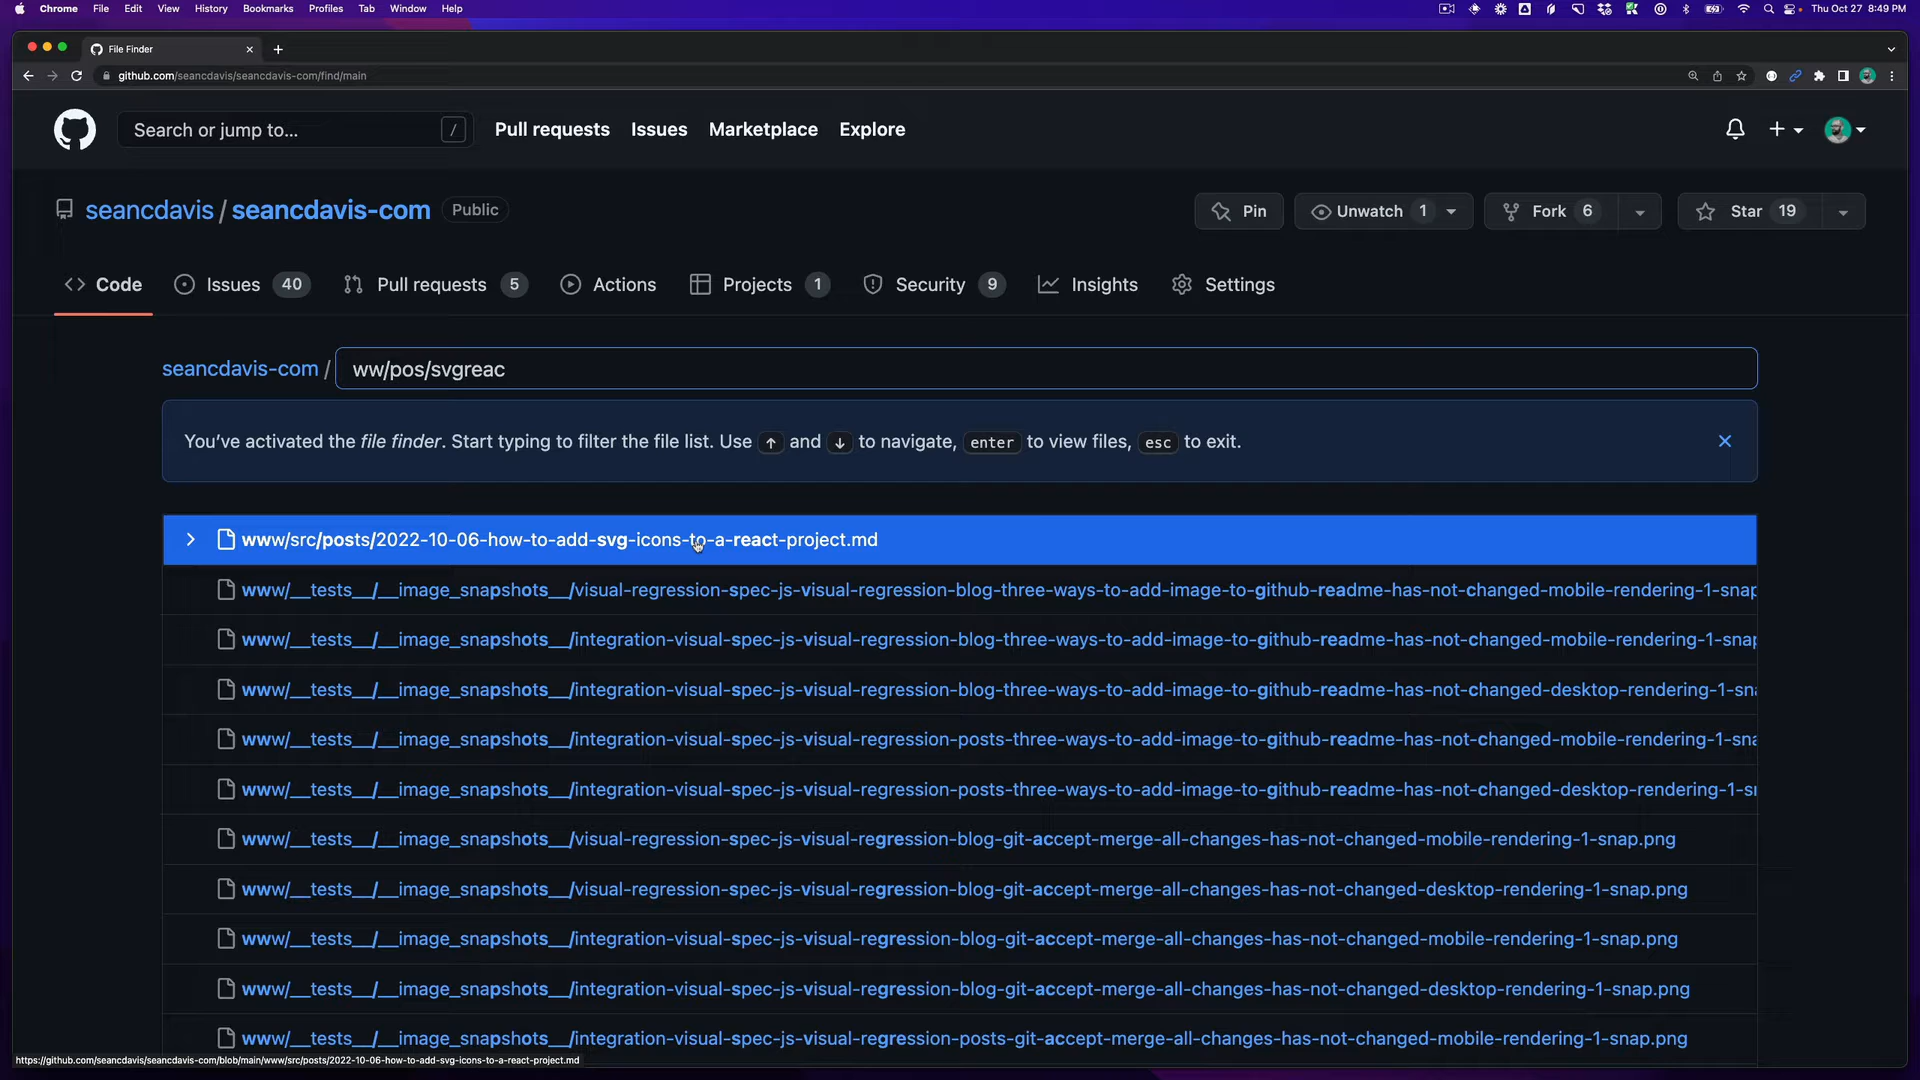 Chrome File Edit View History Bookmarks Profiles Tab Window Help Thu Oct 27 8:49 PM
File Finder
github.com/seancdavis/seancdavis-com/find/main
Search or jump to... / Pull requests Issues Marketplace Explore
seancdavis / seancdavis-com Public Pin Unwatch 1 Fork 6 Star 19
Code Issues 40 Pull requests 5 Actions Projects 1 Security 9 Insights Settings
seancdavis-com / ww/pos/svgreac
You've activated the file finder. Start typing to filter the file list. Use ↑ and ↓ to navigate, enter to view files, esc to exit.
www/src/posts/2022-10-06-how-to-add-svg-icons-to-a-react-project.md
www/__tests__/__image_snapshots__/visual-regression-spec-js-visual-regression-blog-three-ways-to-add-image-to-github-readme-has-not-changed-mobile-rendering-1-snap
www/__tests__/__image_snapshots__/integration-visual-spec-js-visual-regression-blog-three-ways-to-add-image-to-github-readme-has-not-changed-mobile-rendering-1-snap
www/__tests__/__image_snapshots__/integration-visual-spec-js-visual-regression-blog-three-ways-to-add-image-to-github-readme-has-not-changed-desktop-rendering-1-sna
www/__tests__/__image_snapshots__/integration-visual-spec-js-visual-regression-posts-three-ways-to-add-image-to-github-readme-has-not-changed-mobile-rendering-1-sna
www/__tests__/__image_snapshots__/integration-visual-spec-js-visual-regression-posts-three-ways-to-add-image-to-github-readme-has-not-changed-desktop-rendering-1-sn
www/__tests__/__image_snapshots__/visual-regression-spec-js-visual-regression-blog-git-accept-merge-all-changes-has-not-changed-mobile-rendering-1-snap.png
www/__tests__/__image_snapshots__/visual-regression-spec-js-visual-regression-blog-git-accept-merge-all-changes-has-not-changed-desktop-rendering-1-snap.png
www/__tests__/__image_snapshots__/integration-visual-spec-js-visual-regression-blog-git-accept-merge-all-changes-has-not-changed-mobile-rendering-1-snap.png
www/__tests__/__image_snapshots__/integration-visual-spec-js-visual-regression-blog-git-accept-merge-all-changes-has-not-changed-desktop-rendering-1-snap.png
www/__tests__/__image_snapshots__/integration-visual-spec-js-visual-regression-posts-git-accept-merge-all-changes-has-not-changed-mobile-rendering-1-snap.png
https://github.com/seancdavis/seancdavis-com/blob/main/www/src/posts/2022-10-06-how-to-add-svg-icons-to-a-react-project.md